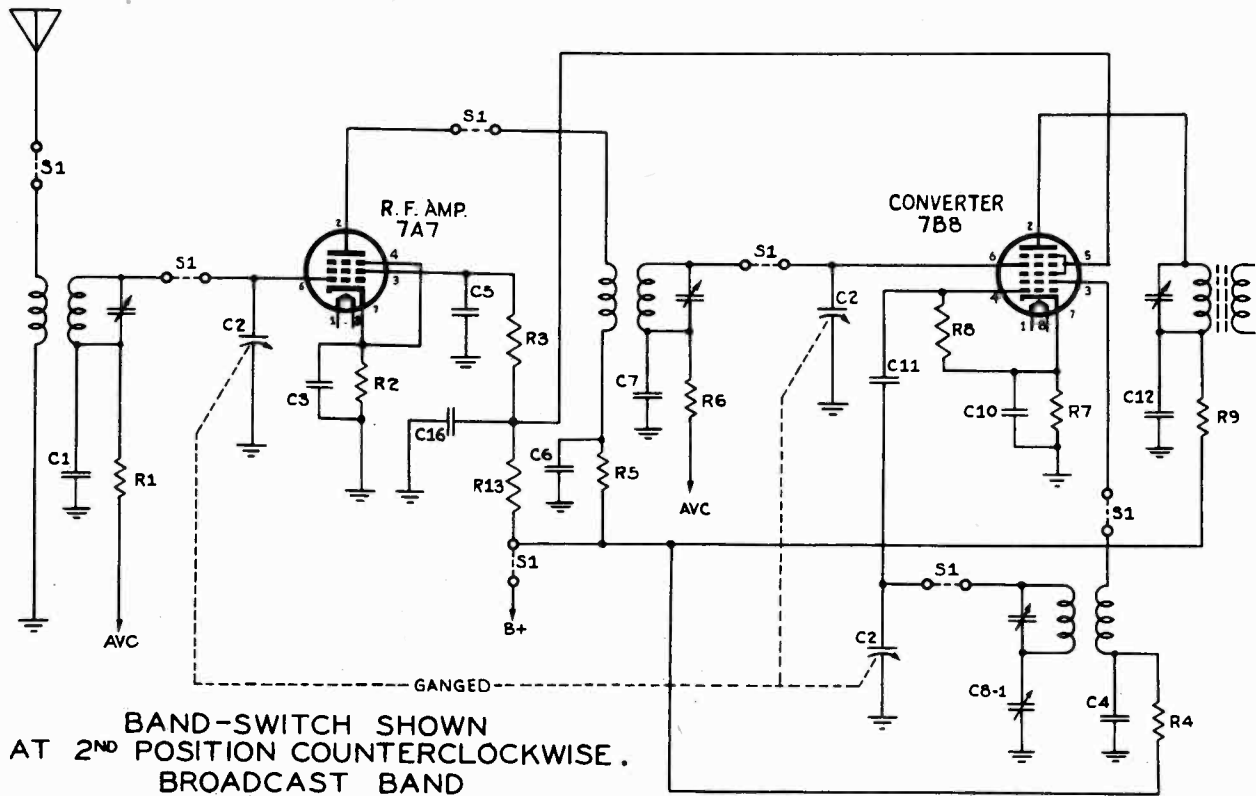 S1
S1
R.F. AMP.
7A7
CONVERTER
7B8
2
4
3
6
1
8
7
S1
C2
C5
R3
C3
R2
S1
C2
2
6
5
4
3
1
8
7
R8
C11
C7
R6
C10
R7
C12
R9
C1
R1
C16
R13
C6
R5
AVC
S1
S1
B+
S1
AVC
C2
GANGED
C8-1
C4
R4
BAND-SWITCH SHOWN
AT 2ND POSITION COUNTERCLOCKWISE.
BROADCAST BAND